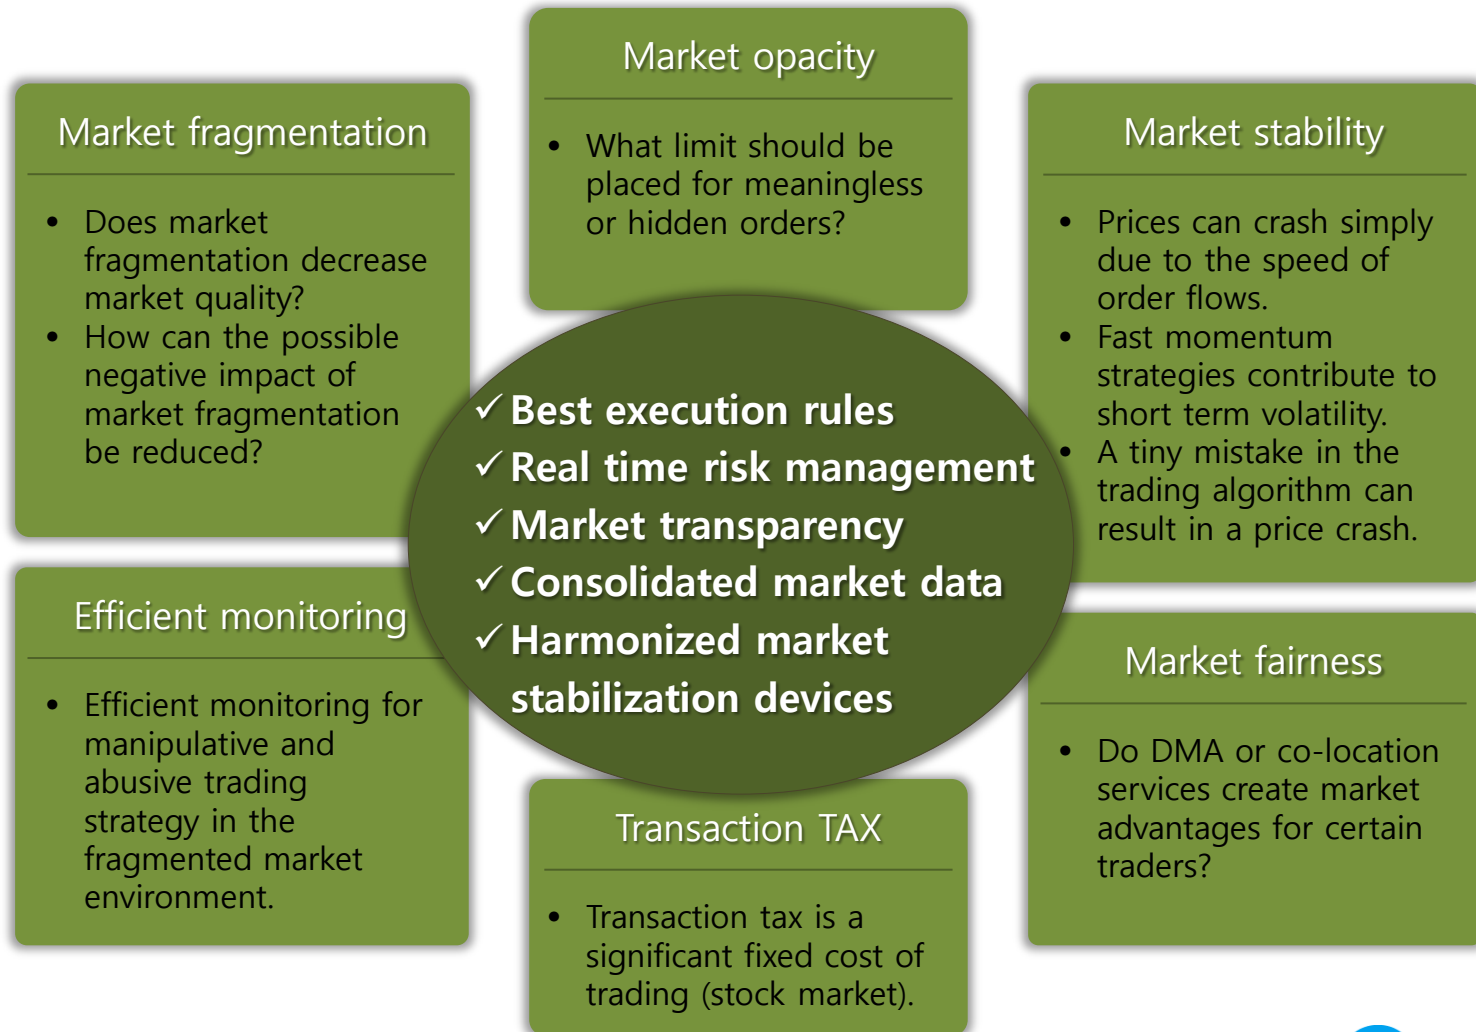 Market opacity
• What limit should be
placed for meaningless
or hidden orders?
Market fragmentation
• Does market
fragmentation decrease
market quality?
• How can the possible
negative impact of
market fragmentation
be reduced?
Market stability
• Prices can crash simply
due to the speed of
order flows.
• Fast momentum
strategies contribute to
short term volatility.
• A tiny mistake in the
trading algorithm can
result in a price crash.
✓ Best execution rules
✓ Real time risk management
✓ Market transparency
✓ Consolidated market data
✓ Harmonized market
stabilization devices
Efficient monitoring
• Efficient monitoring for
manipulative and
abusive trading
strategy in the
fragmented market
environment.
Market fairness
• Do DMA or co-location
services create market
advantages for certain
traders?
Transaction TAX
• Transaction tax is a
significant fixed cost of
trading (stock market).